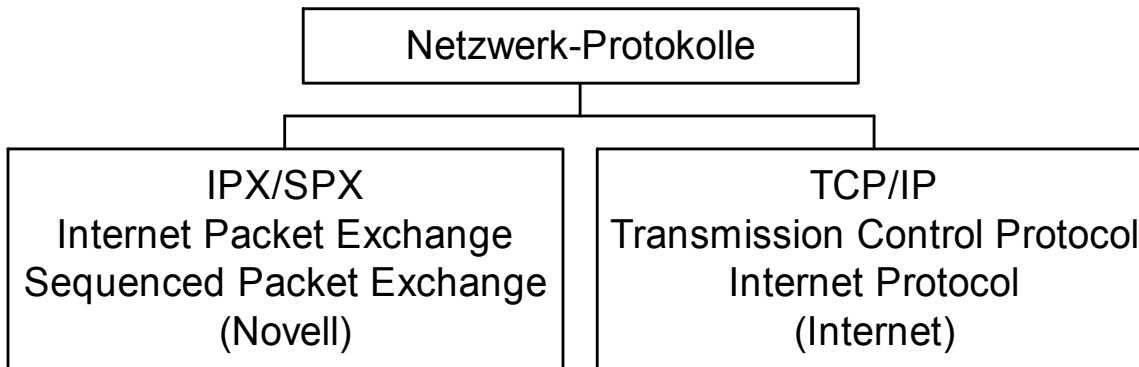 Netzwerk-Protokolle
IPX/SPX
Internet Packet Exchange
Sequenced Packet Exchange
(Novell)
TCP/IP
Transmission Control Protocol
Internet Protocol
(Internet)